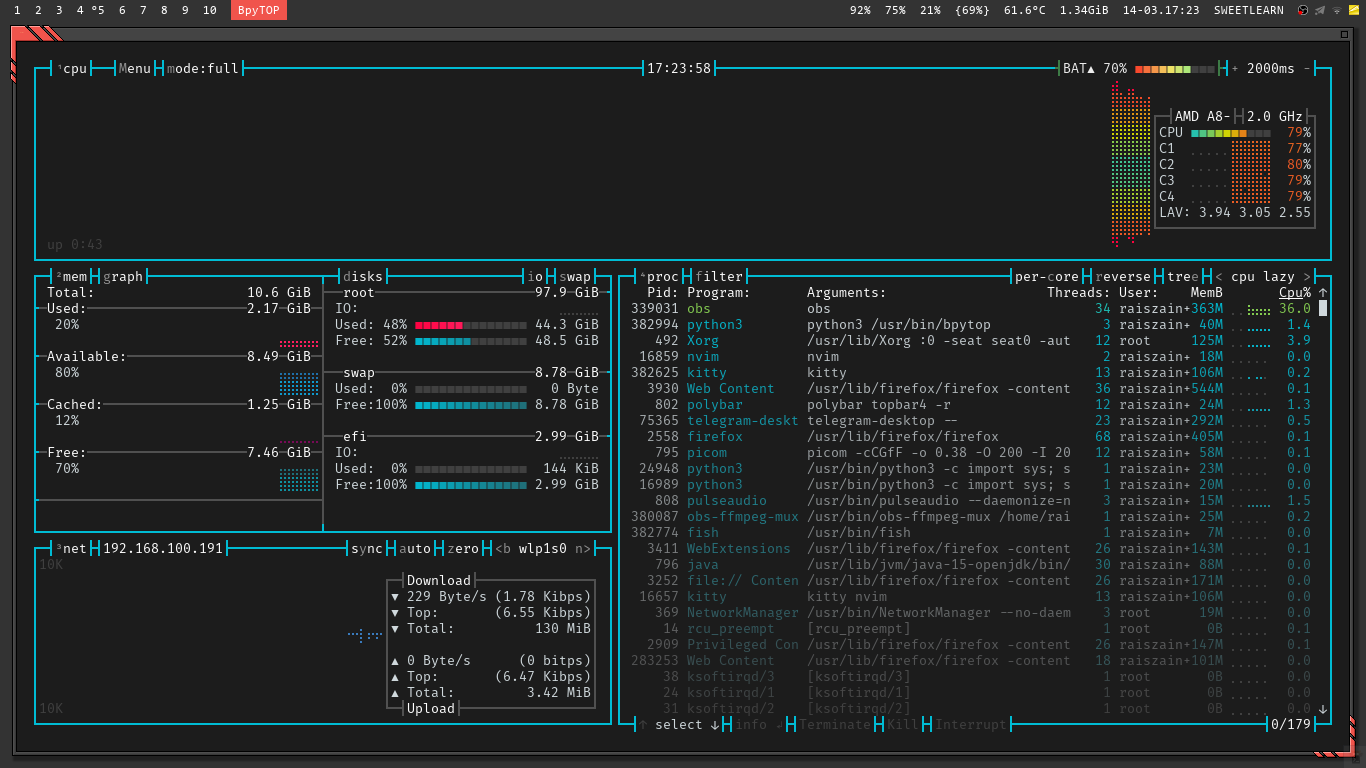 1 2 3 4 °5 6 7 8 9 10 BpyTOP 92% 75% 21% {69%} 61.6°C 1.34GiB 14-03.17:23 SWEETLEARN
¹cpu Menu mode:full 17:23:58 BAT▲ 70% + 2000ms -
AMD A8- 2.0 GHz
CPU 79%
C1 77%
C2 80%
C3 79%
C4 79%
LAV: 3.94 3.05 2.55
up 0:43
²mem graph
Total: 10.6 GiB
Used: 2.17 GiB
20%
Available: 8.49 GiB
80%
Cached: 1.25 GiB
12%
Free: 7.46 GiB
70%
disks io swap
root 97.9 GiB
IO:
Used: 48% 44.3 GiB
Free: 52% 48.5 GiB
swap 8.78 GiB
Used: 0% 0 Byte
Free:100% 8.78 GiB
efi 2.99 GiB
IO:
Used: 0% 144 KiB
Free:100% 2.99 GiB
³net 192.168.100.191 sync auto zero <b wlp1s0 n>
10K
Download
▼ 229 Byte/s (1.78 Kibps)
▼ Top: (6.55 Kibps)
▼ Total: 130 MiB
▲ 0 Byte/s (0 bitps)
▲ Top: (6.47 Kibps)
▲ Total: 3.42 MiB
Upload
10K
⁴proc filter per-core reverse tree < cpu lazy >
Pid: Program: Arguments: Threads: User: MemB Cpu% ↑
339031 obs obs 34 raiszain+363M 36.0
382994 python3 python3 /usr/bin/bpytop 3 raiszain+ 40M 1.4
492 Xorg /usr/lib/Xorg :0 -seat seat0 -aut 12 root 125M 3.9
16859 nvim nvim 2 raiszain+ 18M 0.0
382625 kitty kitty 13 raiszain+106M 0.2
3930 Web Content /usr/lib/firefox/firefox -content 36 raiszain+544M 0.1
802 polybar polybar topbar4 -r 12 raiszain+ 24M 1.3
75365 telegram-deskt telegram-desktop -- 23 raiszain+292M 0.5
2558 firefox /usr/lib/firefox/firefox 68 raiszain+405M 0.1
795 picom picom -cCGfF -o 0.38 -O 200 -I 20 12 raiszain+ 58M 0.1
24948 python3 /usr/bin/python3 -c import sys; s 1 raiszain+ 23M 0.0
16989 python3 /usr/bin/python3 -c import sys; s 1 raiszain+ 20M 0.0
808 pulseaudio /usr/bin/pulseaudio --daemonize=n 3 raiszain+ 15M 1.5
380087 obs-ffmpeg-mux /usr/bin/obs-ffmpeg-mux /home/rai 1 raiszain+ 25M 0.2
382774 fish /usr/bin/fish 1 raiszain+ 7M 0.0
3411 WebExtensions /usr/lib/firefox/firefox -content 26 raiszain+143M 0.1
796 java /usr/lib/jvm/java-15-openjdk/bin/ 30 raiszain+ 88M 0.0
3252 file:// Conten /usr/lib/firefox/firefox -content 26 raiszain+171M 0.0
16657 kitty kitty nvim 13 raiszain+106M 0.0
369 NetworkManager /usr/bin/NetworkManager --no-daem 3 root 19M 0.0
14 rcu_preempt [rcu_preempt] 1 root 0B 0.1
2909 Privileged Con /usr/lib/firefox/firefox -content 26 raiszain+147M 0.1
283253 Web Content /usr/lib/firefox/firefox -content 18 raiszain+101M 0.0
38 ksoftirqd/3 [ksoftirqd/3] 1 root 0B 0.0
24 ksoftirqd/1 [ksoftirqd/1] 1 root 0B 0.0
31 ksoftirqd/2 [ksoftirqd/2] 1 root 0B 0.0 ↓
↑ select ↓ info ↲ Terminate Kill Interrupt 0/179